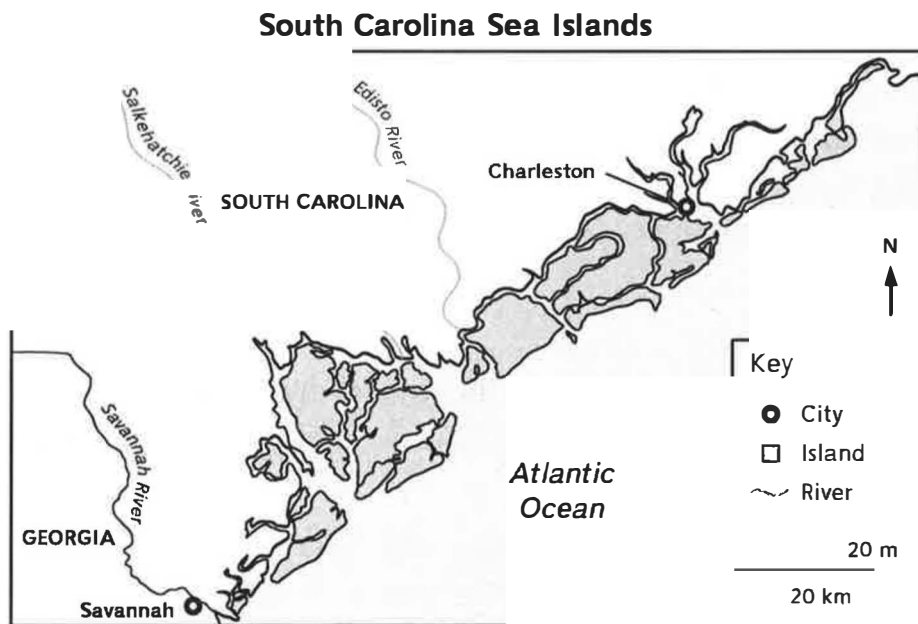 South Carolina Sea Islands
Salkehatchie
iver
Edisto River
SOUTH CAROLINA
Charleston
N
Savannah River
GEORGIA
Savannah
Atlantic
Ocean
Key
City
Island
River
20 m
20 km